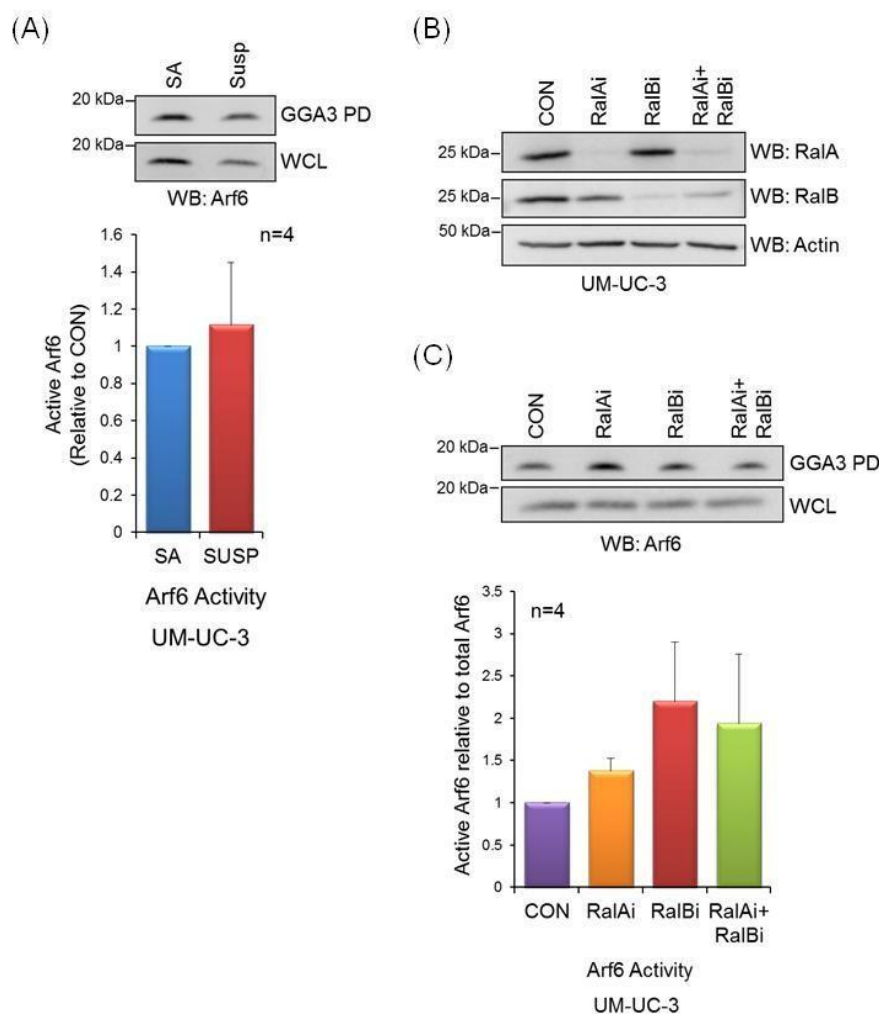 (A)
SA
Susp
20 kDa
GGA3 PD
20 kDa
WCL
WB: Arf6
n=4
1.6
1.4
1.2
1
0.8
0.6
0.4
0.2
0
Active Arf6
(Relative to CON)
SA
SUSP
Arf6 Activity
UM-UC-3
(B)
CON
RalAi
RalBi
RalAi+
RalBi
25 kDa
WB: RalA
25 kDa
WB: RalB
50 kDa
WB: Actin
UM-UC-3
(C)
CON
RalAi
RalBi
RalAi+
RalBi
20 kDa
GGA3 PD
20 kDa
WCL
WB: Arf6
n=4
3.5
3
2.5
2
1.5
1
0.5
0
Active Arf6 relative to total Arf6
CON
RalAi
RalBi
RalAi+
RalBi
Arf6 Activity
UM-UC-3